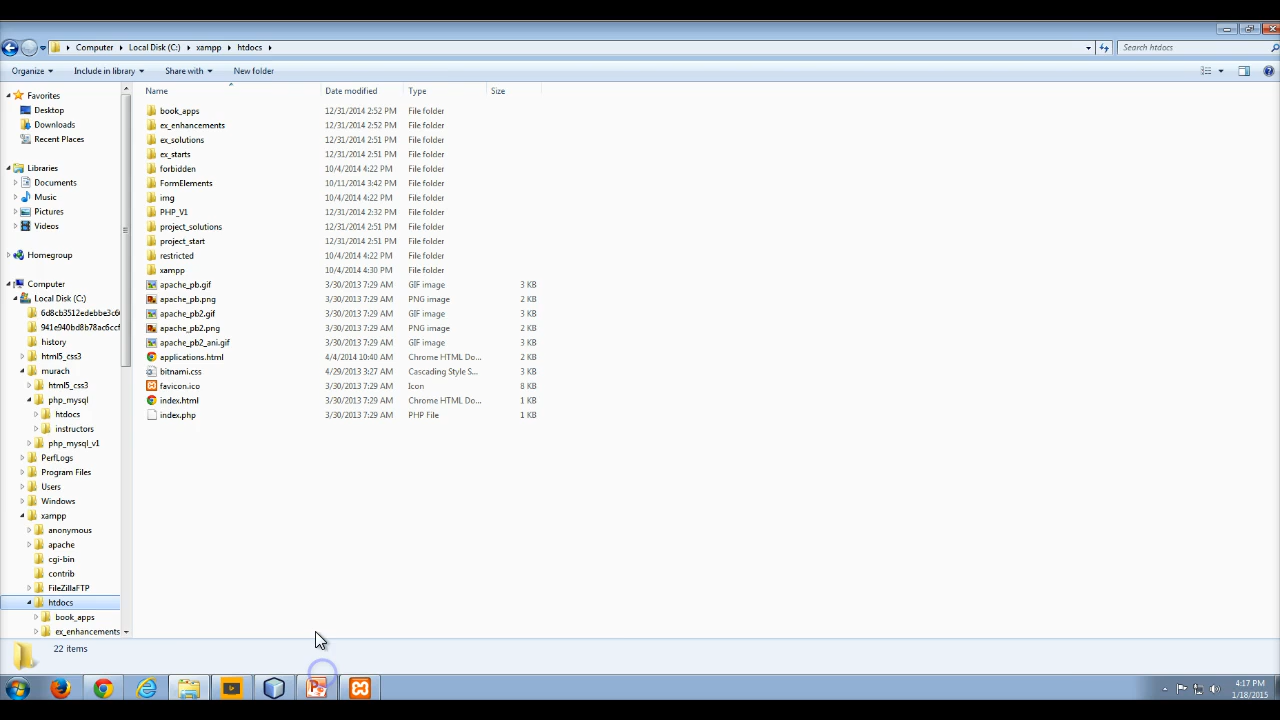 Computer Local Disk (C:) xampp htdocs Search htdocs
Organize Include in library Share with New folder
Name Date modified Type Size
Favorites
Desktop
Downloads
Recent Places
Libraries
Documents
Music
Pictures
Videos
Homegroup
Computer
Local Disk (C:)
6d8cb3512edebbe3c6
941e940bd8b78ac6ccf
history
html5_css3
murach
html5_css3
php_mysql
htdocs
instructors
php_mysql_v1
PerfLogs
Program Files
Users
Windows
xampp
anonymous
apache
cgi-bin
contrib
FileZillaFTP
htdocs
book_apps
ex_enhancements
book_apps 12/31/2014 2:52 PM File folder
ex_enhancements 12/31/2014 2:52 PM File folder
ex_solutions 12/31/2014 2:51 PM File folder
ex_starts 12/31/2014 2:51 PM File folder
forbidden 10/4/2014 4:22 PM File folder
FormElements 10/11/2014 3:42 PM File folder
img 10/4/2014 4:22 PM File folder
PHP_V1 12/31/2014 2:32 PM File folder
project_solutions 12/31/2014 2:51 PM File folder
project_start 12/31/2014 2:51 PM File folder
restricted 10/4/2014 4:22 PM File folder
xampp 10/4/2014 4:30 PM File folder
apache_pb.gif 3/30/2013 7:29 AM GIF image 3 KB
apache_pb.png 3/30/2013 7:29 AM PNG image 2 KB
apache_pb2.gif 3/30/2013 7:29 AM GIF image 3 KB
apache_pb2.png 3/30/2013 7:29 AM PNG image 2 KB
apache_pb2_ani.gif 3/30/2013 7:29 AM GIF image 3 KB
applications.html 4/4/2014 10:40 AM Chrome HTML Do... 2 KB
bitnami.css 4/29/2013 3:27 AM Cascading Style S... 3 KB
favicon.ico 3/30/2013 7:29 AM Icon 8 KB
index.html 3/30/2013 7:29 AM Chrome HTML Do... 1 KB
index.php 3/30/2013 7:29 AM PHP File 1 KB
22 items
4:17 PM
1/18/2015